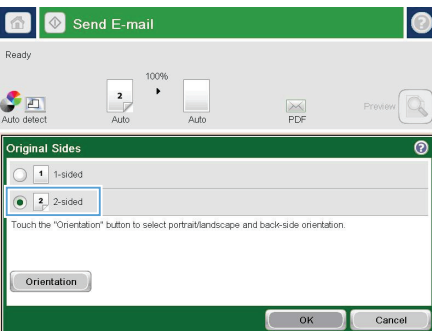 Send E-mail
Ready
100%
2
Auto detect
Auto
Auto
PDF
Preview
Original Sides
1 1-sided
2 2-sided
Touch the "Orientation" button to select portrait/landscape and back-side orientation.
Orientation
OK Cancel